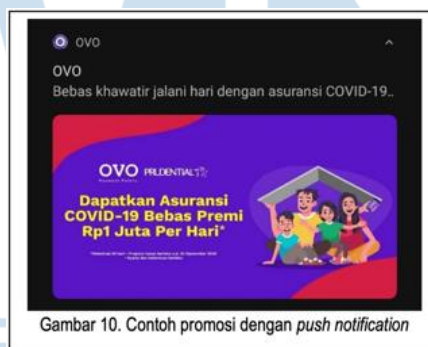 OVO
OVO
Bebas khawatir jalani hari dengan asuransi COVID-19..
OVO PRUDENTIAL
Dapatkan Asuransi
COVID-19 Bebas Premi
Rp1 Juta Per Hari*
Gambar 10. Contoh promosi dengan push notification